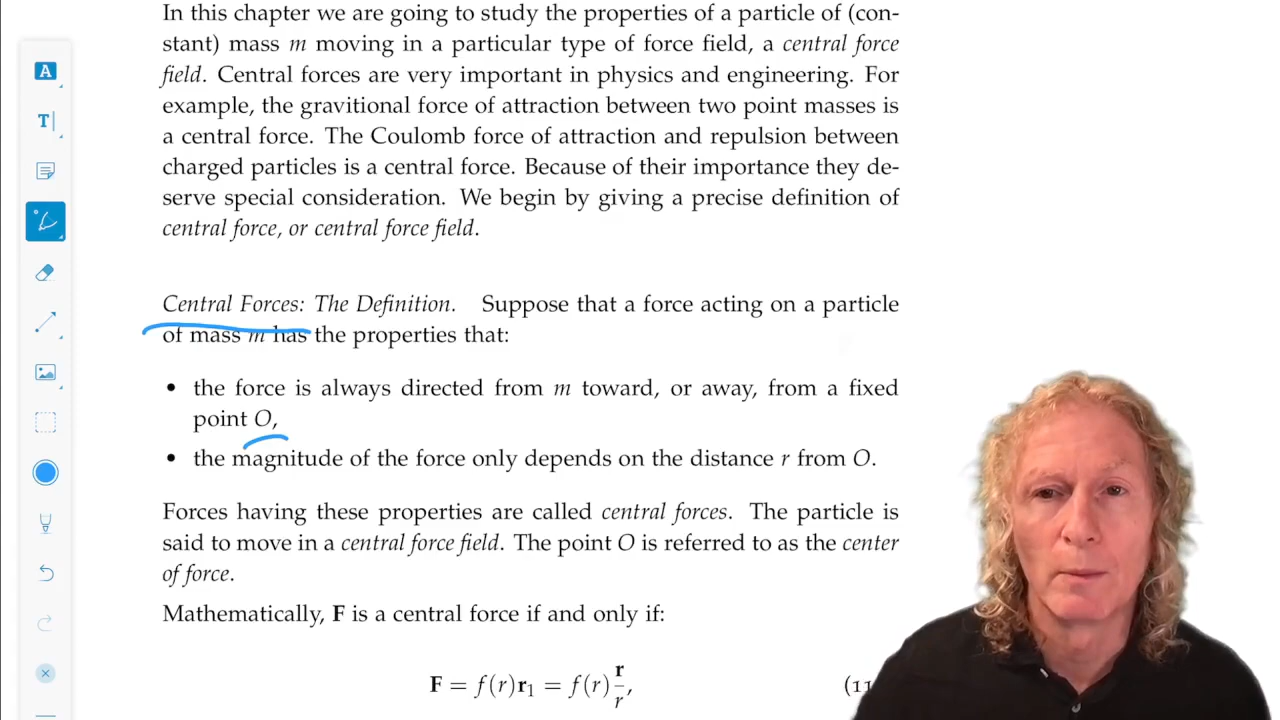 In this chapter we are going to study the properties of a particle of (con-
stant) mass m moving in a particular type of force field, a central force
field. Central forces are very important in physics and engineering. For
example, the gravitional force of attraction between two point masses is
a central force. The Coulomb force of attraction and repulsion between
charged particles is a central force. Because of their importance they de-
serve special consideration. We begin by giving a precise definition of
central force, or central force field.
Central Forces: The Definition. Suppose that a force acting on a particle
of mass m has the properties that:
• the force is always directed from m toward, or away, from a fixed
point O,
• the magnitude of the force only depends on the distance r from O.
Forces having these properties are called central forces. The particle is
said to move in a central force field. The point O is referred to as the center
of force.
Mathematically, F is a central force if and only if:
F = f(r)r₁ = f(r) r/r, (11
A
T